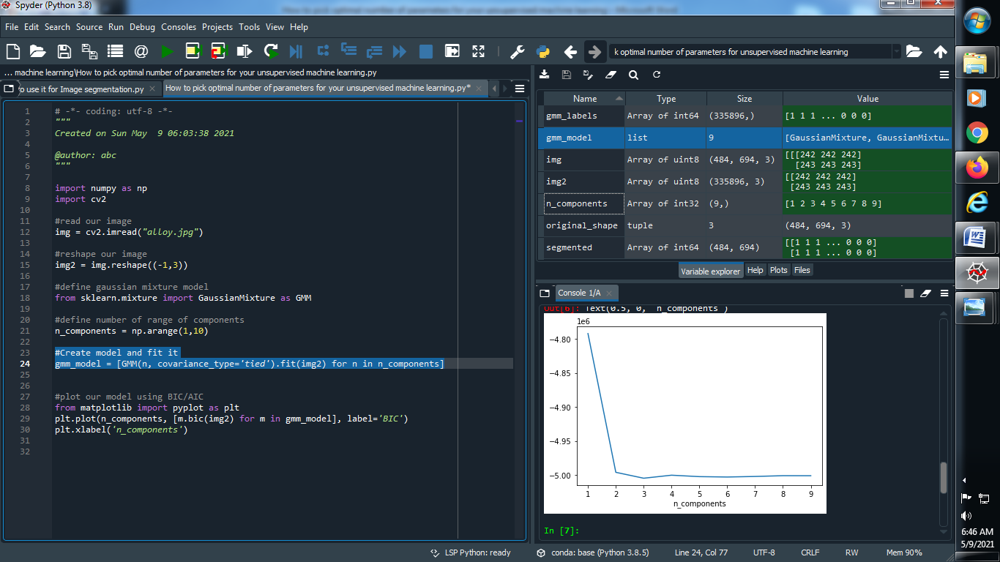 How to pick optimal number of parameters for your unsupervised machine learning - Microsoft Word
Spyder (Python 3.8)
File Edit Search Source Run Debug Consoles Projects Tools View Help
k optimal number of parameters for unsupervised machine learning
... machine learning\How to pick optimal number of parameters for your unsupervised machine learning.py
o use it for Image segmentation.py
How to pick optimal number of parameters for your unsupervised machine learning.py*
1 # -*- coding: utf-8 -*-
2 """
3 Created on Sun May  9 06:03:38 2021
4
5 @author: abc
6 """
7
8 import numpy as np
9 import cv2
10
11 #read our image
12 img = cv2.imread("alloy.jpg")
13
14 #reshape our image
15 img2 = img.reshape((-1,3))
16
17 #define gaussian mixture model
18 from sklearn.mixture import GaussianMixture as GMM
19
20 #define number of range of components
21 n_components = np.arange(1,10)
22
23 #Create model and fit it
24 gmm_model = [GMM(n, covariance_type='tied').fit(img2) for n in n_components]
25
26
27 #plot our model using BIC/AIC
28 from matplotlib import pyplot as plt
29 plt.plot(n_components, [m.bic(img2) for m in gmm_model], label='BIC')
30 plt.xlabel('n_components')
31
32
Name Type Size Value
gmm_labels Array of int64 (335896,) [1 1 1 ... 0 0 0]
gmm_model list 9 [GaussianMixture, GaussianMixtu...
img Array of uint8 (484, 694, 3) [[[242 242 242]
[243 243 243]
img2 Array of uint8 (335896, 3) [[242 242 242]
[243 243 243]
n_components Array of int32 (9,) [1 2 3 4 5 6 7 8 9]
original_shape tuple 3 (484, 694, 3)
segmented Array of int64 (484, 694) [[1 1 1 ... 0 0 0]
[1 1 1 ... 0 0 0]
Variable explorer Help Plots Files
Console 1/A
Out[6]: Text(0.5, 0, 'n_components')
1e6
−4.80
−4.85
−4.90
−4.95
−5.00
1 2 3 4 5 6 7 8 9
n_components
In [7]:
LSP Python: ready conda: base (Python 3.8.5) Line 24, Col 77 UTF-8 CRLF RW Mem 90%
6:46 AM
5/9/2021